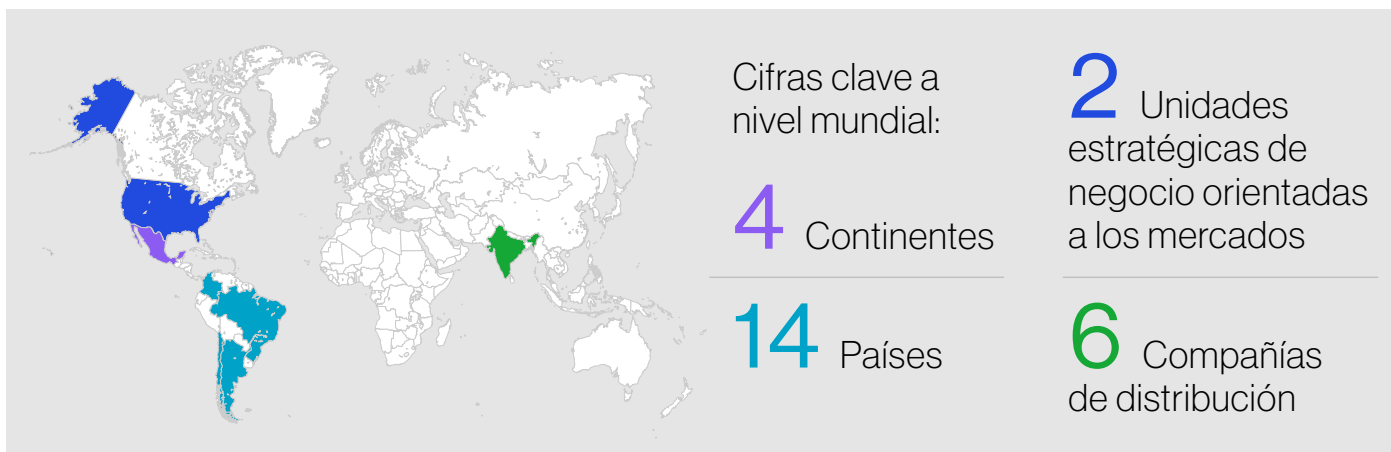 Cifras clave a
nivel mundial:
4 Continentes
14 Países
2 Unidades
estratégicas de
negocio orientadas
a los mercados
6 Compañías
de distribución